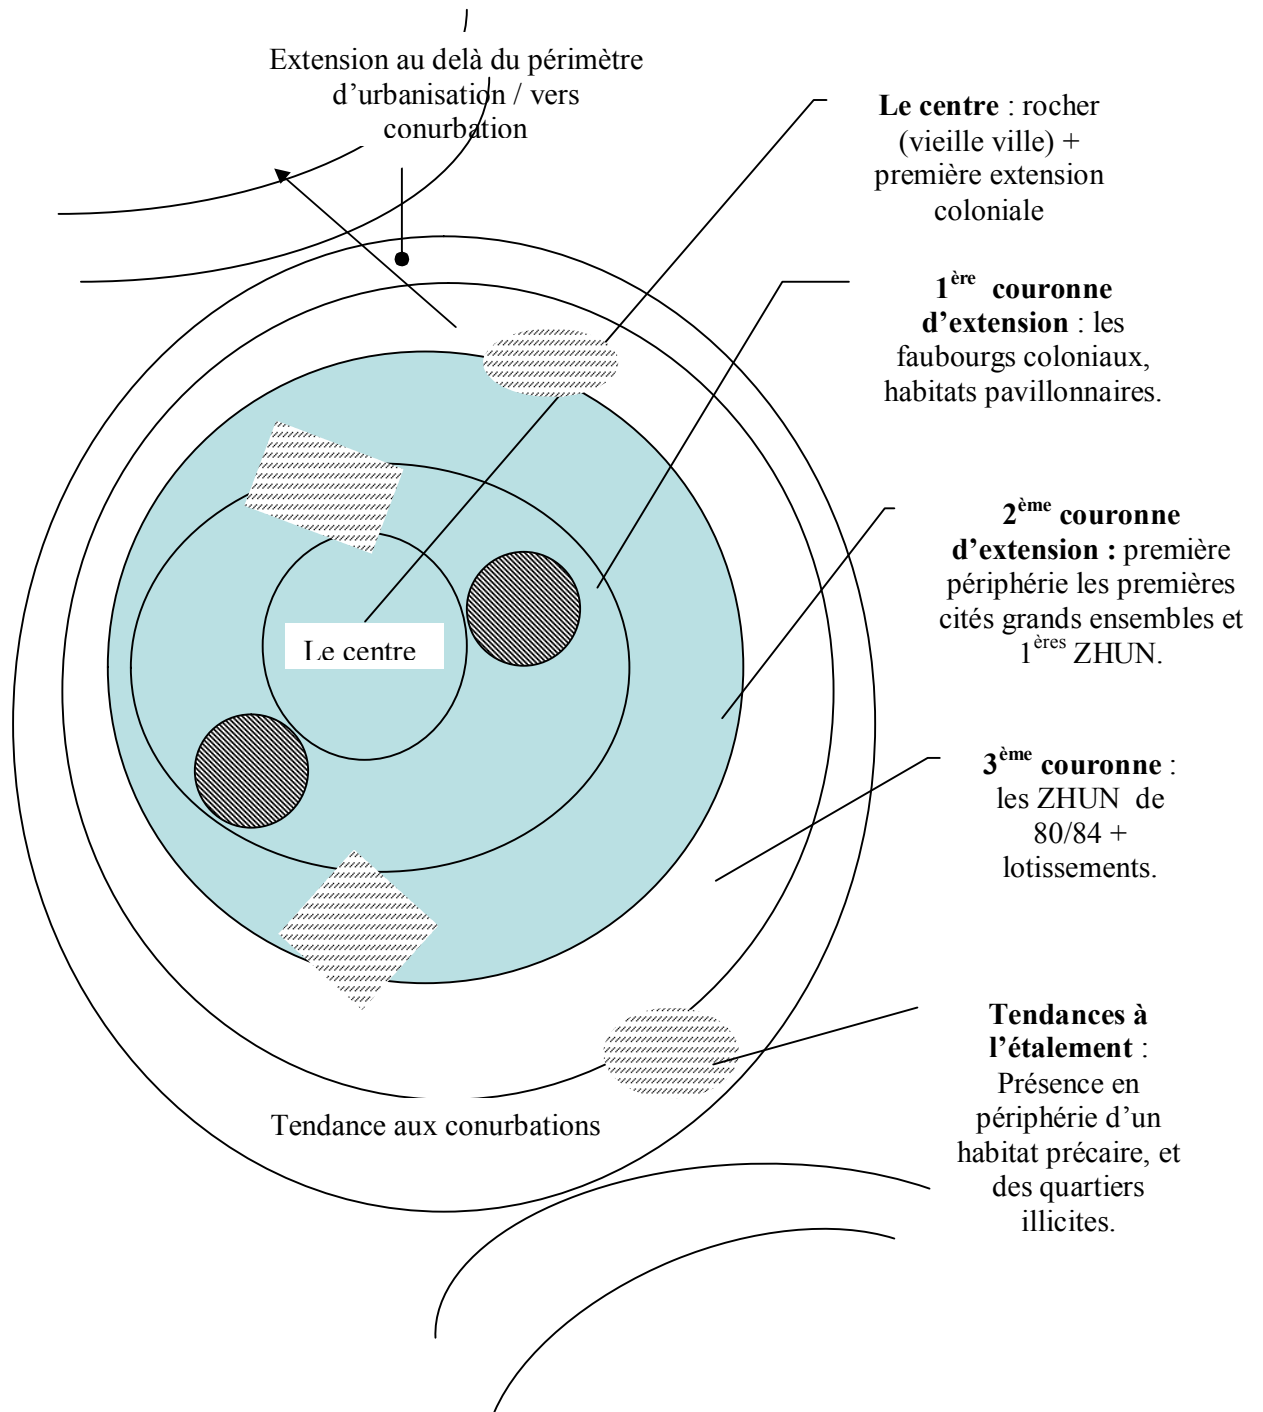 Extension au delà du périmètre
d’urbanisation / vers
conurbation
Le centre : rocher
(vieille ville) +
première extension
coloniale
1ère couronne
d’extension : les
faubourgs coloniaux,
habitats pavillonnaires.
2ème couronne
d’extension : première
périphérie les premières
cités grands ensembles et
1ères ZHUN.
Le centre
3ème couronne :
les ZHUN de
80/84 +
lotissements.
Tendances à
l’étalement :
Présence en
périphérie d’un
habitat précaire, et
des quartiers
illicites.
Tendance aux conurbations